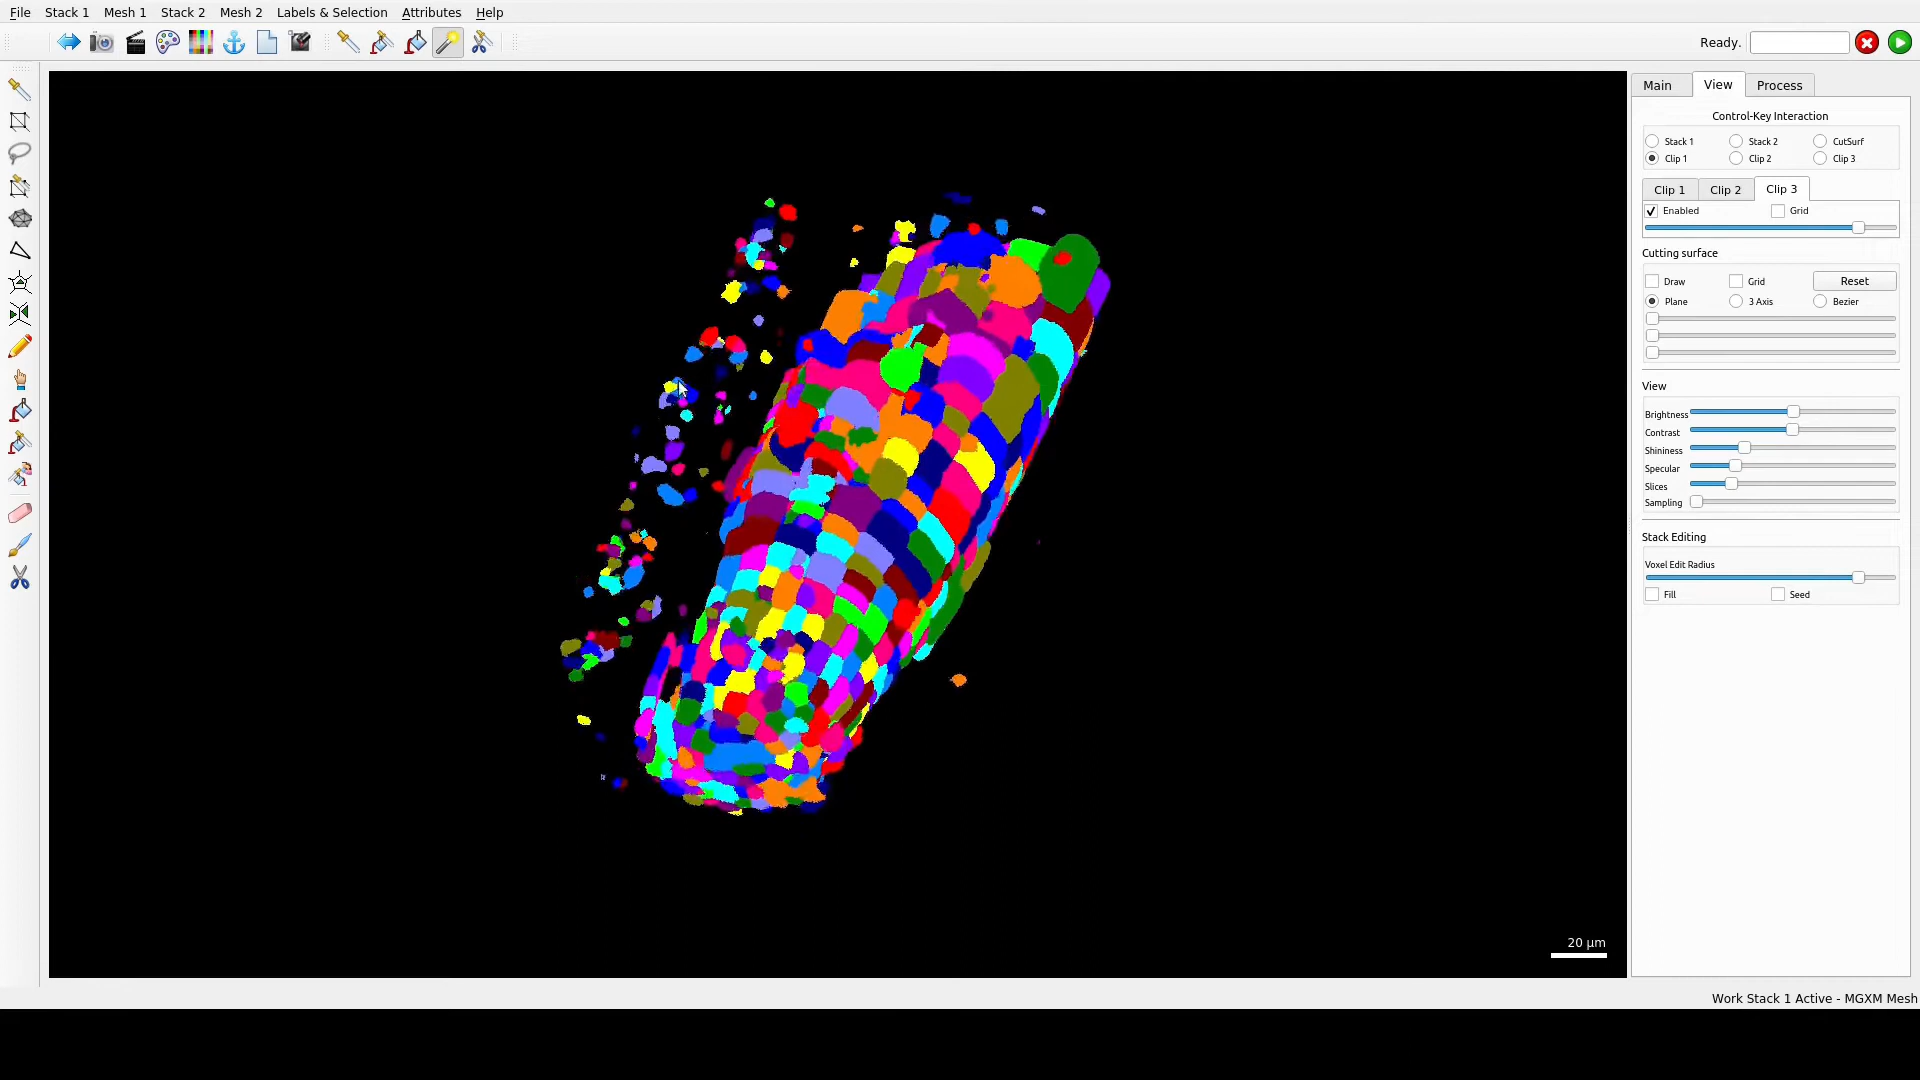 File Stack 1 Mesh 1 Stack 2 Mesh 2 Labels & Selection Attributes Help
Ready.
Main View Process
Control-Key Interaction
Stack 1 Stack 2 CutSurf
Clip 1 Clip 2 Clip 3
Clip 1 Clip 2 Clip 3
Enabled Grid
Cutting surface
Draw Grid Reset
Plane 3 Axis Bezier
View
Brightness
Contrast
Shininess
Specular
Slices
Sampling
Stack Editing
Voxel Edit Radius
Fill Seed
20 µm
Work Stack 1 Active - MGXM Mesh